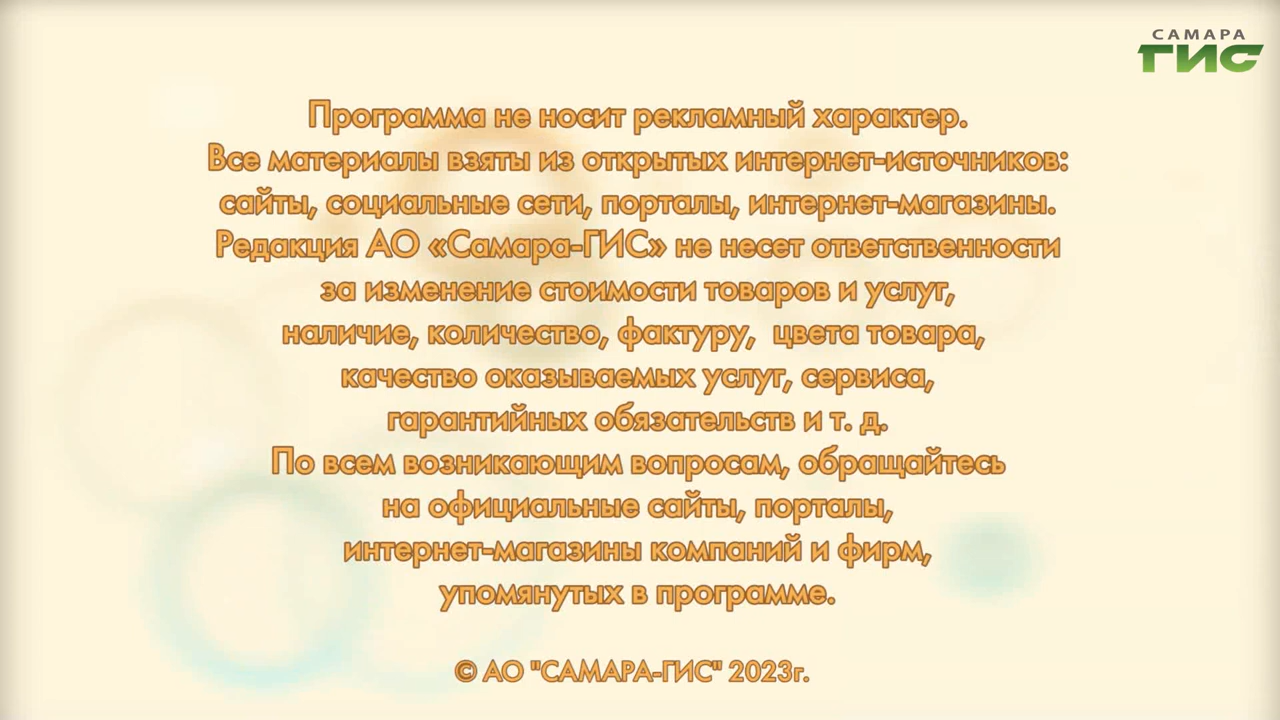 САМАРА
ГИС
Программа не носит рекламный характер.
Все материалы взяты из открытых интернет-источников:
сайты, социальные сети, порталы, интернет-магазины.
Редакция АО «Самара-ГИС» не несет ответственности
за изменение стоимости товаров и услуг,
наличие, количество, фактуру, цвета товара,
качество оказываемых услуг, сервиса,
гарантийных обязательств и т. д.
По всем возникающим вопросам, обращайтесь
на официальные сайты, порталы,
интернет-магазины компаний и фирм,
упомянутых в программе.
© АО "САМАРА-ГИС" 2023г.